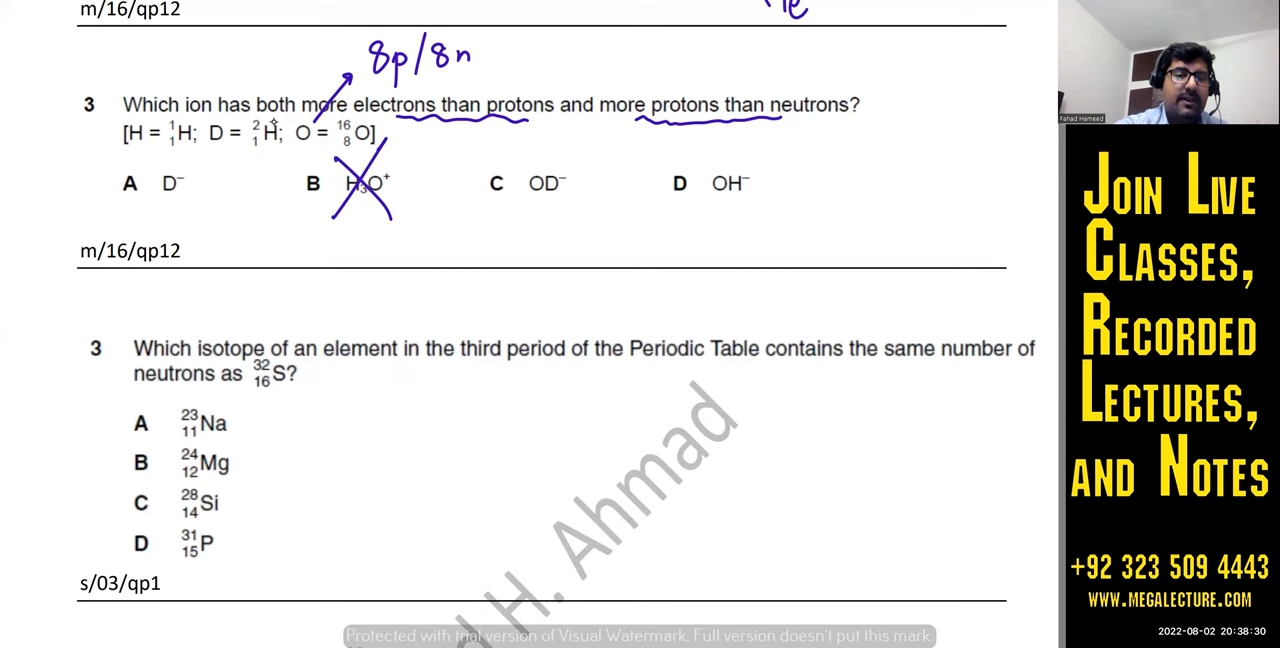 m/16/qp12
8p/8n
3 Which ion has both more electrons than protons and more protons than neutrons?
[H = ¹₁H; D = ²₁H; O = ¹⁶₈O]
A D⁻ B H₃O⁺ C OD⁻ D OH⁻
m/16/qp12
3 Which isotope of an element in the third period of the Periodic Table contains the same number of
neutrons as ³²₁₆S?
A ²³₁₁Na
B ²⁴₁₂Mg
C ²⁸₁₄Si
D ³¹₁₅P
s/03/qp1
H. Ahmad
Protected with trial version of Visual Watermark. Full version doesn't put this mark.
Fahad Hameed
JOIN LIVE
CLASSES,
RECORDED
LECTURES,
AND NOTES
+92 323 509 4443
WWW.MEGALECTURE.COM
2022-08-02 20:38:30